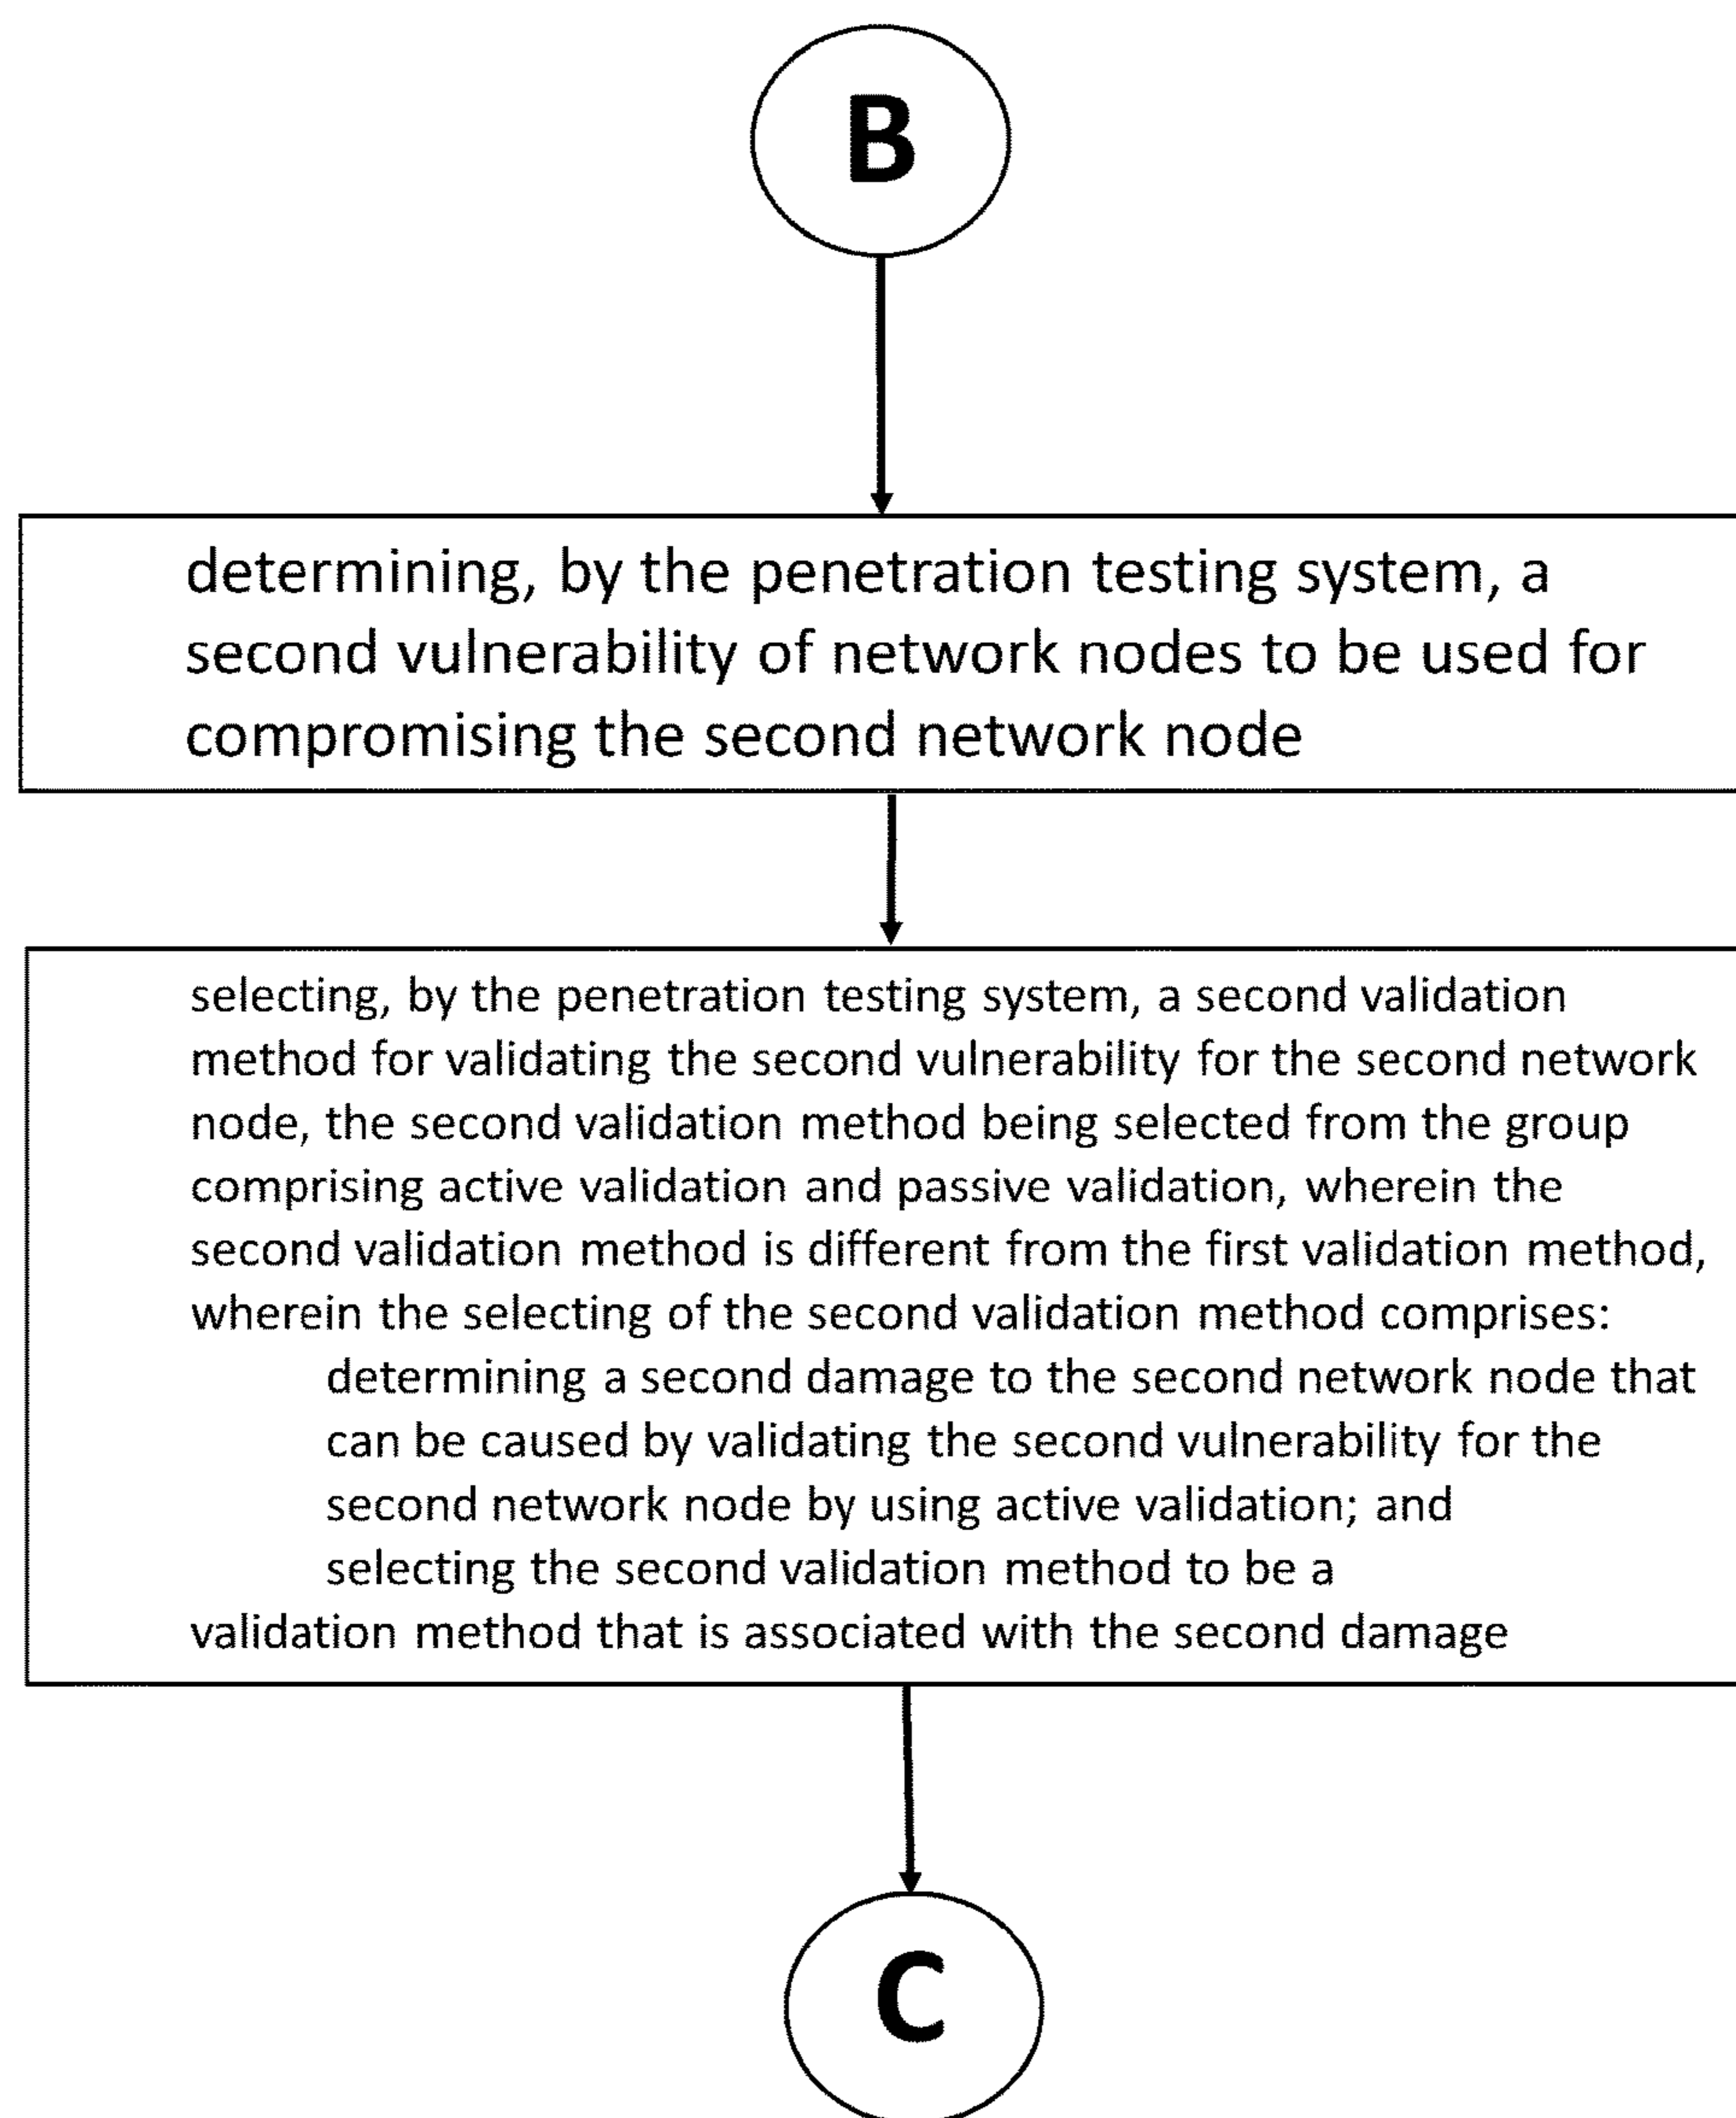 B
determining, by the penetration testing system, a
second vulnerability of network nodes to be used for
compromising the second network node
selecting, by the penetration testing system, a second validation
method for validating the second vulnerability for the second network
node, the second validation method being selected from the group
comprising active validation and passive validation, wherein the
second validation method is different from the first validation method,
wherein the selecting of the second validation method comprises:
determining a second damage to the second network node that
can be caused by validating the second vulnerability for the
second network node by using active validation; and
selecting the second validation method to be a
validation method that is associated with the second damage
C